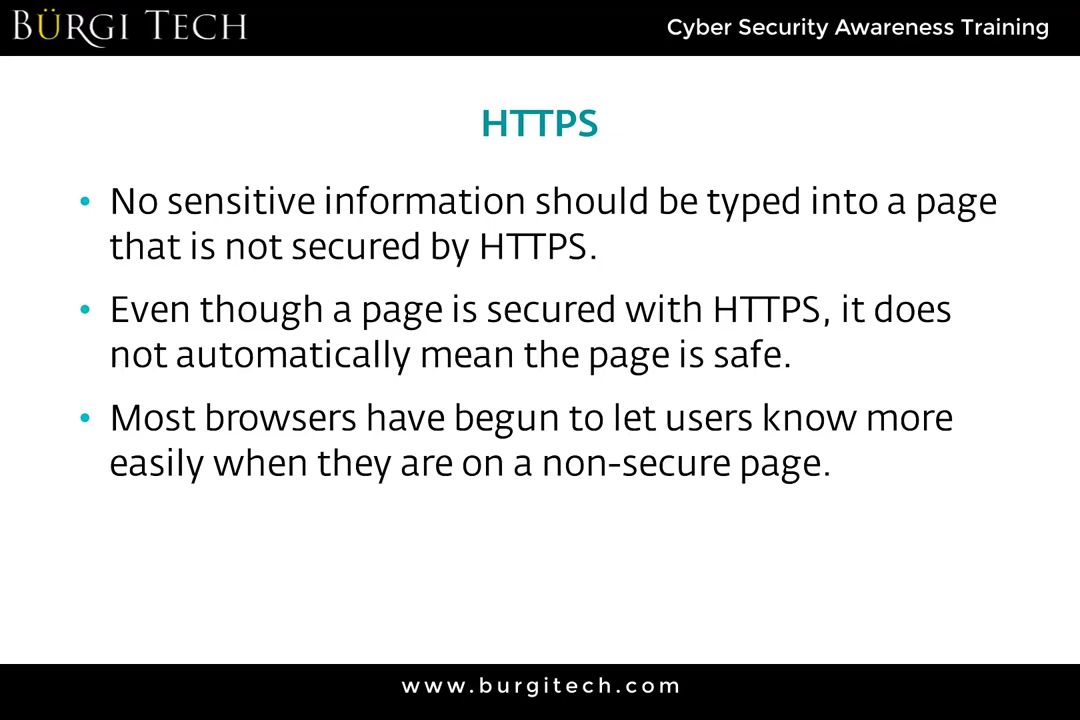 BÜRGI TECH
Cyber Security Awareness Training
HTTPS
• No sensitive information should be typed into a page
that is not secured by HTTPS.
• Even though a page is secured with HTTPS, it does
not automatically mean the page is safe.
• Most browsers have begun to let users know more
easily when they are on a non-secure page.
www.burgitech.com